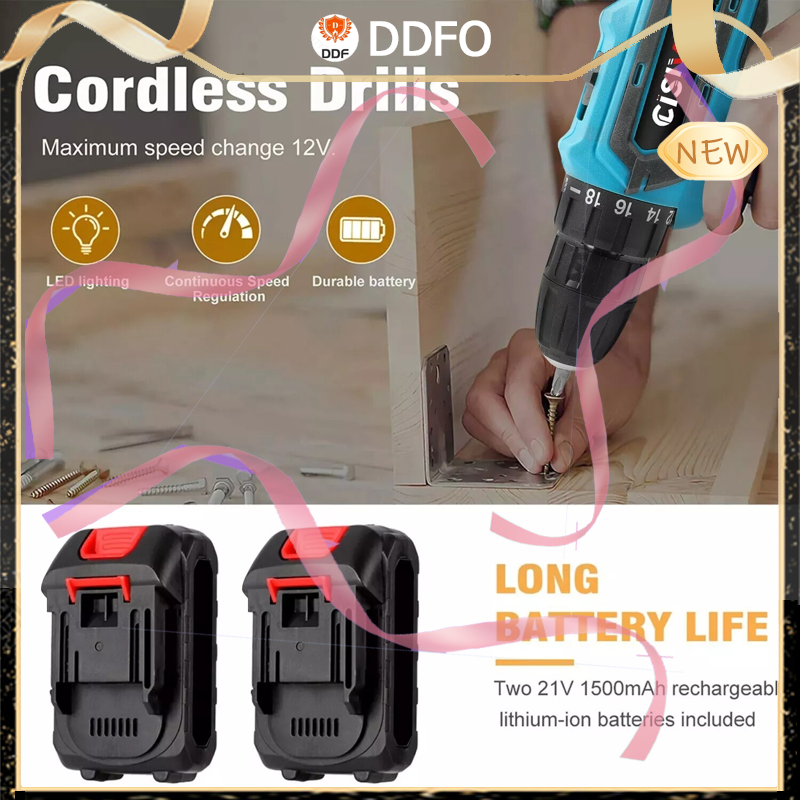 DDF
DDFO
Cordless Drills
Maximum speed change 12V.
NEW
18 16 14
LED lighting
Continuous Speed
Regulation
Durable battery
LONG
BATTERY LIFE
Two 21V 1500mAh rechargeabl
lithium-ion batteries included